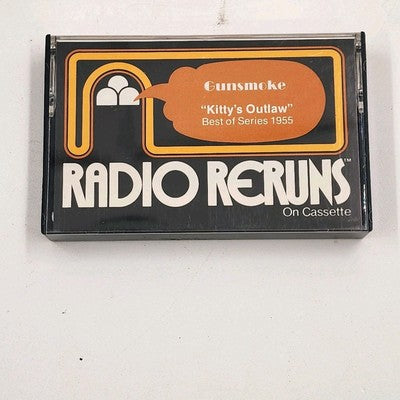 Gunsmoke
"Kitty's Outlaw"
Best of Series 1955
RADIO RERUNS™
On Cassette